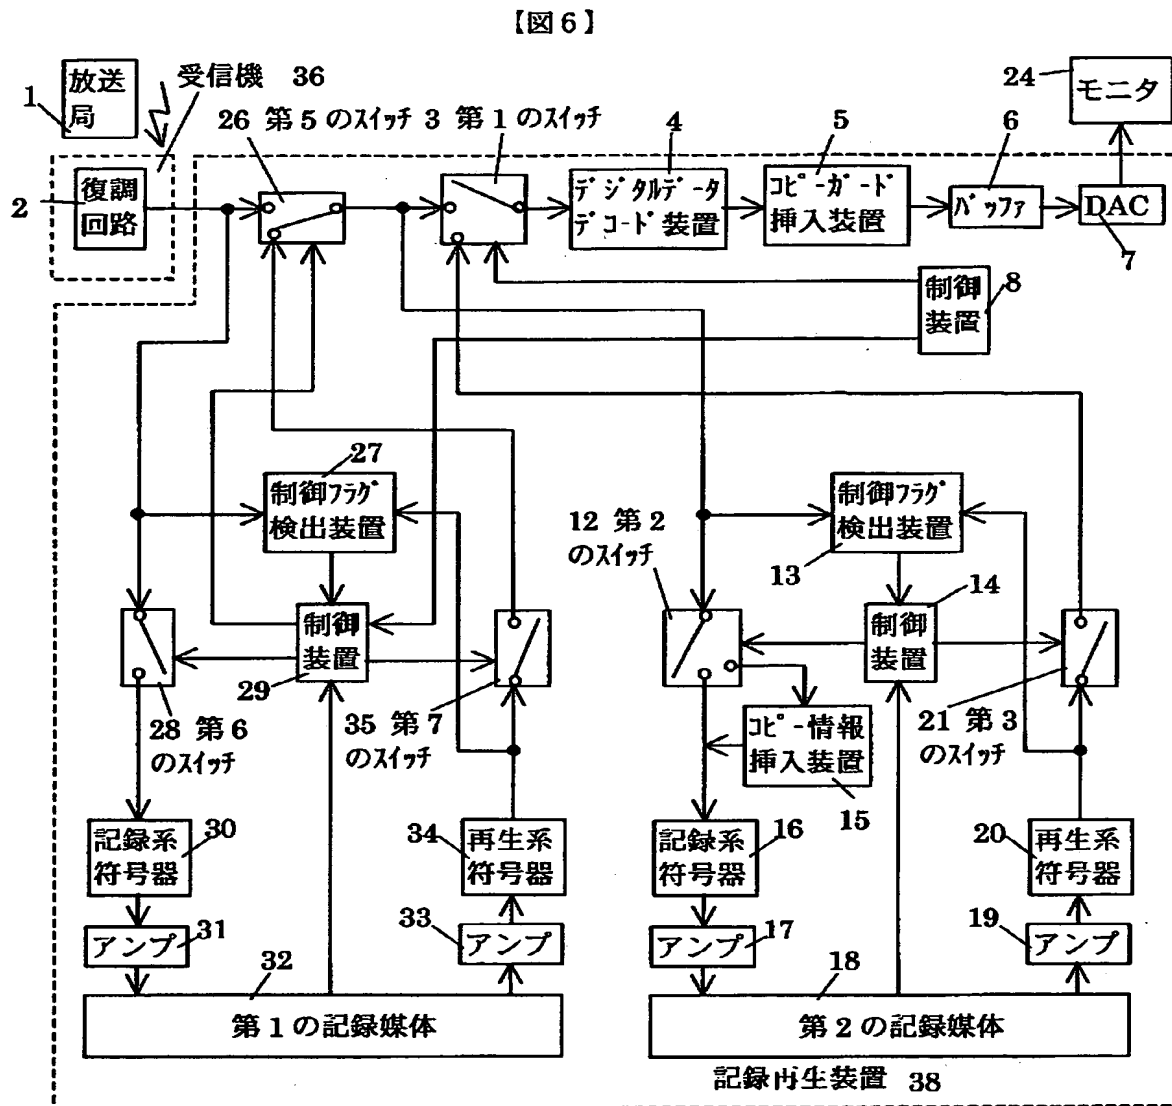 【図6】
放送
局
1
受信機 36
26 第5のスイッチ 3 第1のスイッチ
24
モニタ
復調
回路
2
4
デジタルデータ
デコード装置
5
コピーガード
挿入装置
6
バッファ
DAC
7
制御
装置
8
27
制御フラグ
検出装置
12 第2
のスイッチ
制御フラグ
検出装置
13
14
制御
装置
29
制御
装置
28 第6
のスイッチ
35 第7
のスイッチ
コピー情報
挿入装置
15
21 第3
のスイッチ
記録系
符号器
30
34
再生系
符号器
記録系
符号器
16
20
再生系
符号器
アンプ
31
33
アンプ
アンプ
17
19
アンプ
32
第1の記録媒体
18
第2の記録媒体
記録再生装置 38